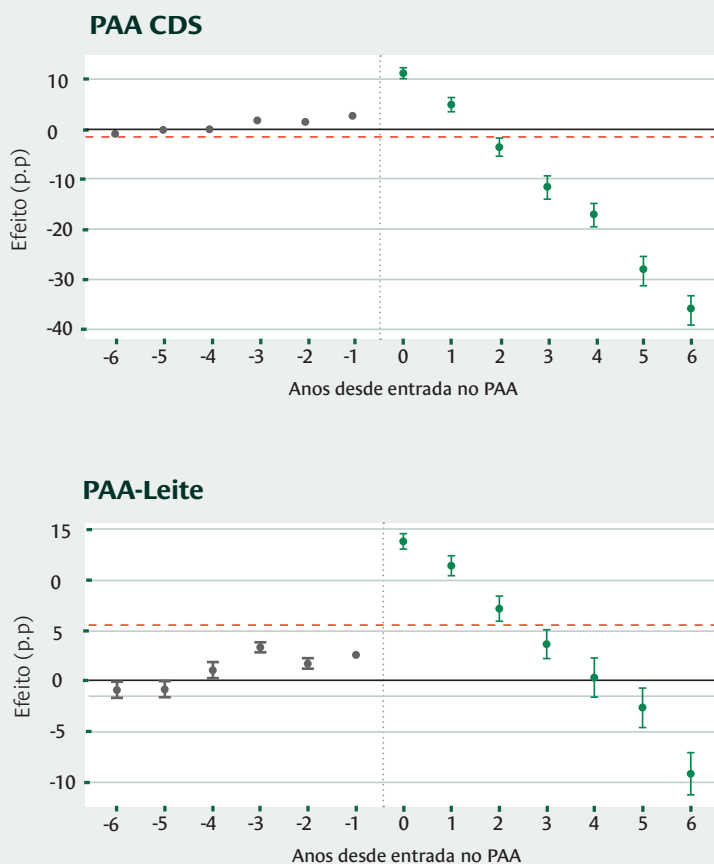 PAA CDS
10
0
-10
-20
-30
-40
Efeito (p.p)
-6 -5 -4 -3 -2 -1 0 1 2 3 4 5 6
Anos desde entrada no PAA
PAA-Leite
15
0
5
0
-5
-10
Efeito (p.p)
-6 -5 -4 -3 -2 -1 0 1 2 3 4 5 6
Anos desde entrada no PAA